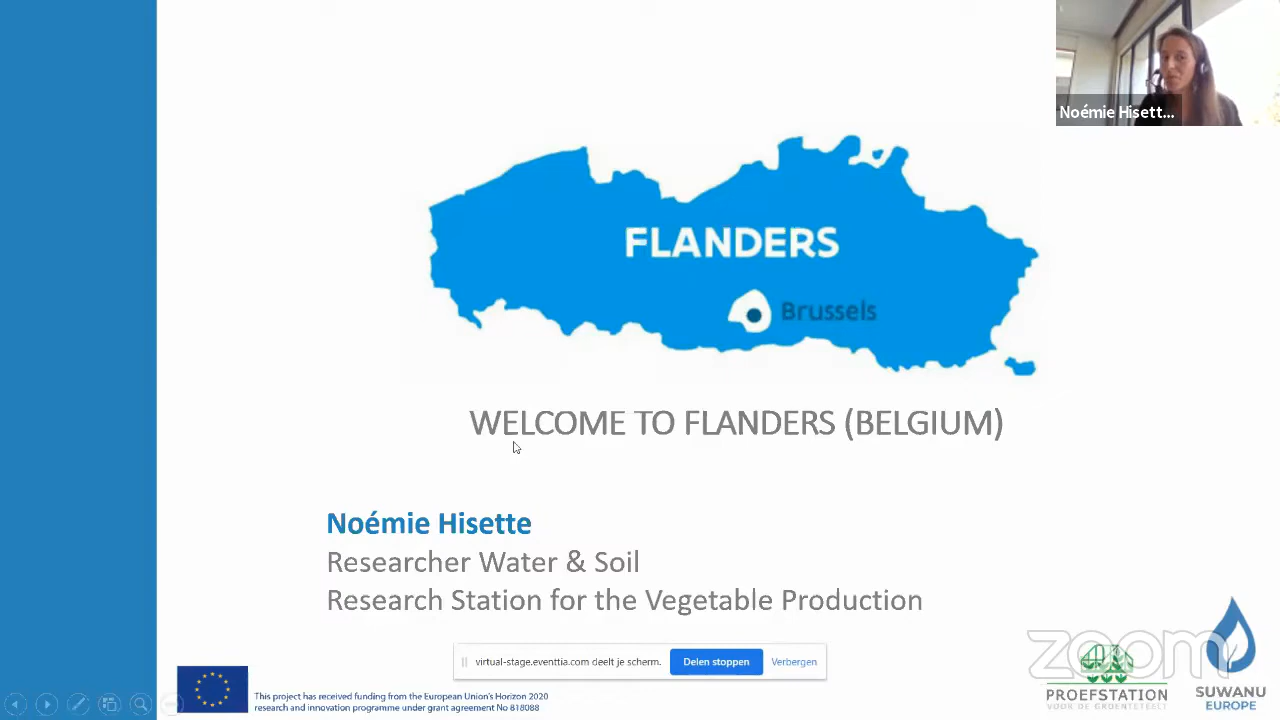 Noémie Hisett...
FLANDERS
Brussels
WELCOME TO FLANDERS (BELGIUM)
Noémie Hisette
Researcher Water & Soil
Research Station for the Vegetable Production
virtual-stage.eventtia.com deelt je scherm.
Delen stoppen
Verbergen
This project has received funding from the European Union's Horizon 2020
research and innovation programme under grant agreement No 818088
zoom
PROEFSTATION
VOOR DE GROENTETEELT
SUWANU
EUROPE